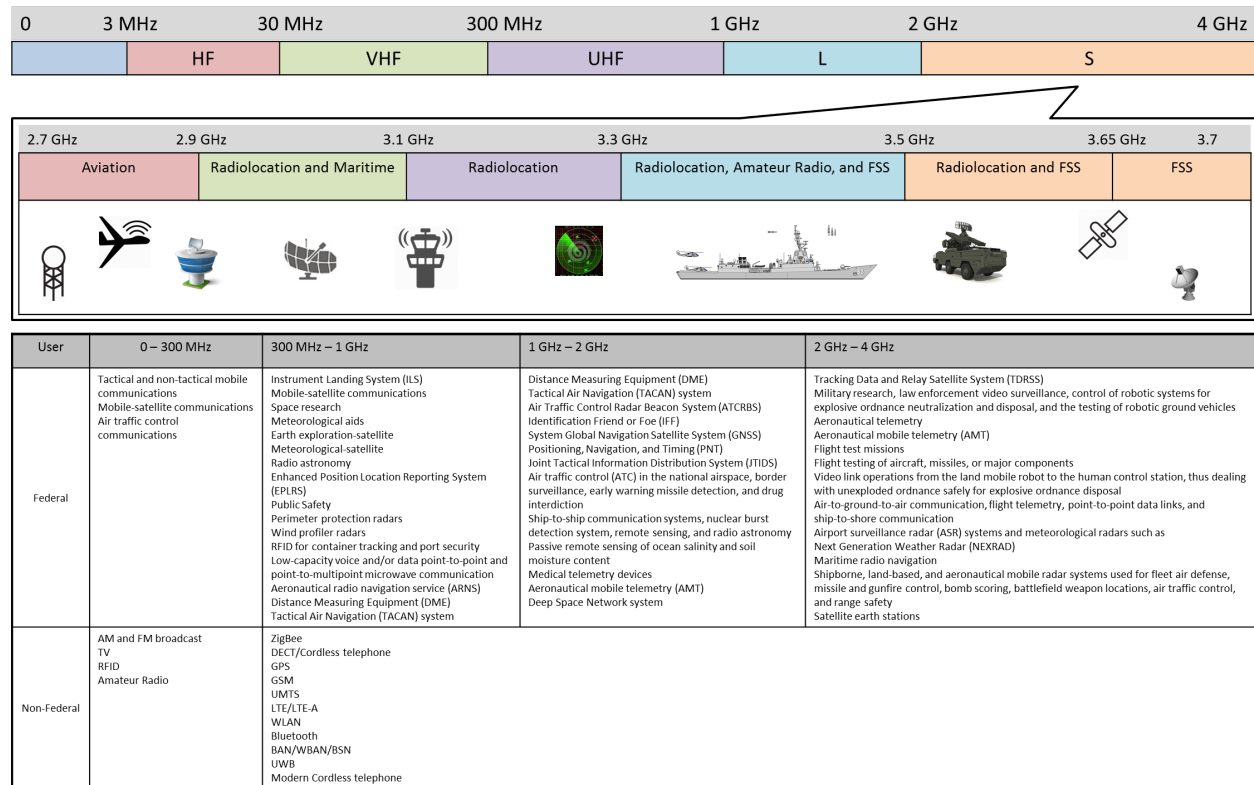 0 3 MHz 30 MHz 300 MHz 1 GHz 2 GHz 4 GHz
HF VHF UHF L S
2.7 GHz 2.9 GHz 3.1 GHz 3.3 GHz 3.5 GHz 3.65 GHz 3.7
Aviation Radiolocation and Maritime Radiolocation Radiolocation, Amateur Radio, and FSS Radiolocation and FSS FSS
User 0 – 300 MHz 300 MHz – 1 GHz 1 GHz – 2 GHz 2 GHz – 4 GHz
Federal
Tactical and non-tactical mobile
communications
Mobile-satellite communications
Air traffic control
communications
Instrument Landing System (ILS)
Mobile-satellite communications
Space research
Meteorological aids
Earth exploration-satellite
Meteorological-satellite
Radio astronomy
Enhanced Position Location Reporting System
(EPLRS)
Public Safety
Perimeter protection radars
Wind profiler radars
RFID for container tracking and port security
Low-capacity voice and/or data point-to-point and
point-to-multipoint microwave communication
Aeronautical radio navigation service (ARNS)
Distance Measuring Equipment (DME)
Tactical Air Navigation (TACAN) system
Distance Measuring Equipment (DME)
Tactical Air Navigation (TACAN) system
Air Traffic Control Radar Beacon System (ATCRBS)
Identification Friend or Foe (IFF)
System Global Navigation Satellite System (GNSS)
Positioning, Navigation, and Timing (PNT)
Joint Tactical Information Distribution System (JTIDS)
Air traffic control (ATC) in the national airspace, border
surveillance, early warning missile detection, and drug
interdiction
Ship-to-ship communication systems, nuclear burst
detection system, remote sensing, and radio astronomy
Passive remote sensing of ocean salinity and soil
moisture content
Medical telemetry devices
Aeronautical mobile telemetry (AMT)
Deep Space Network system
Tracking Data and Relay Satellite System (TDRSS)
Military research, law enforcement video surveillance, control of robotic systems for
explosive ordnance neutralization and disposal, and the testing of robotic ground vehicles
Aeronautical telemetry
Aeronautical mobile telemetry (AMT)
Flight test missions
Flight testing of aircraft, missiles, or major components
Video link operations from the land mobile robot to the human control station, thus dealing
with unexploded ordnance safely for explosive ordnance disposal
Air-to-ground-to-air communication, flight telemetry, point-to-point data links, and
ship-to-shore communication
Airport surveillance radar (ASR) systems and meteorological radars such as
Next Generation Weather Radar (NEXRAD)
Maritime radio navigation
Shipborne, land-based, and aeronautical mobile radar systems used for fleet air defense,
missile and gunfire control, bomb scoring, battlefield weapon locations, air traffic control,
and range safety
Satellite earth stations
Non-Federal
AM and FM broadcast
TV
RFID
Amateur Radio
ZigBee
DECT/Cordless telephone
GPS
GSM
UMTS
LTE/LTE-A
WLAN
Bluetooth
BAN/WBAN/BSN
UWB
Modern Cordless telephone